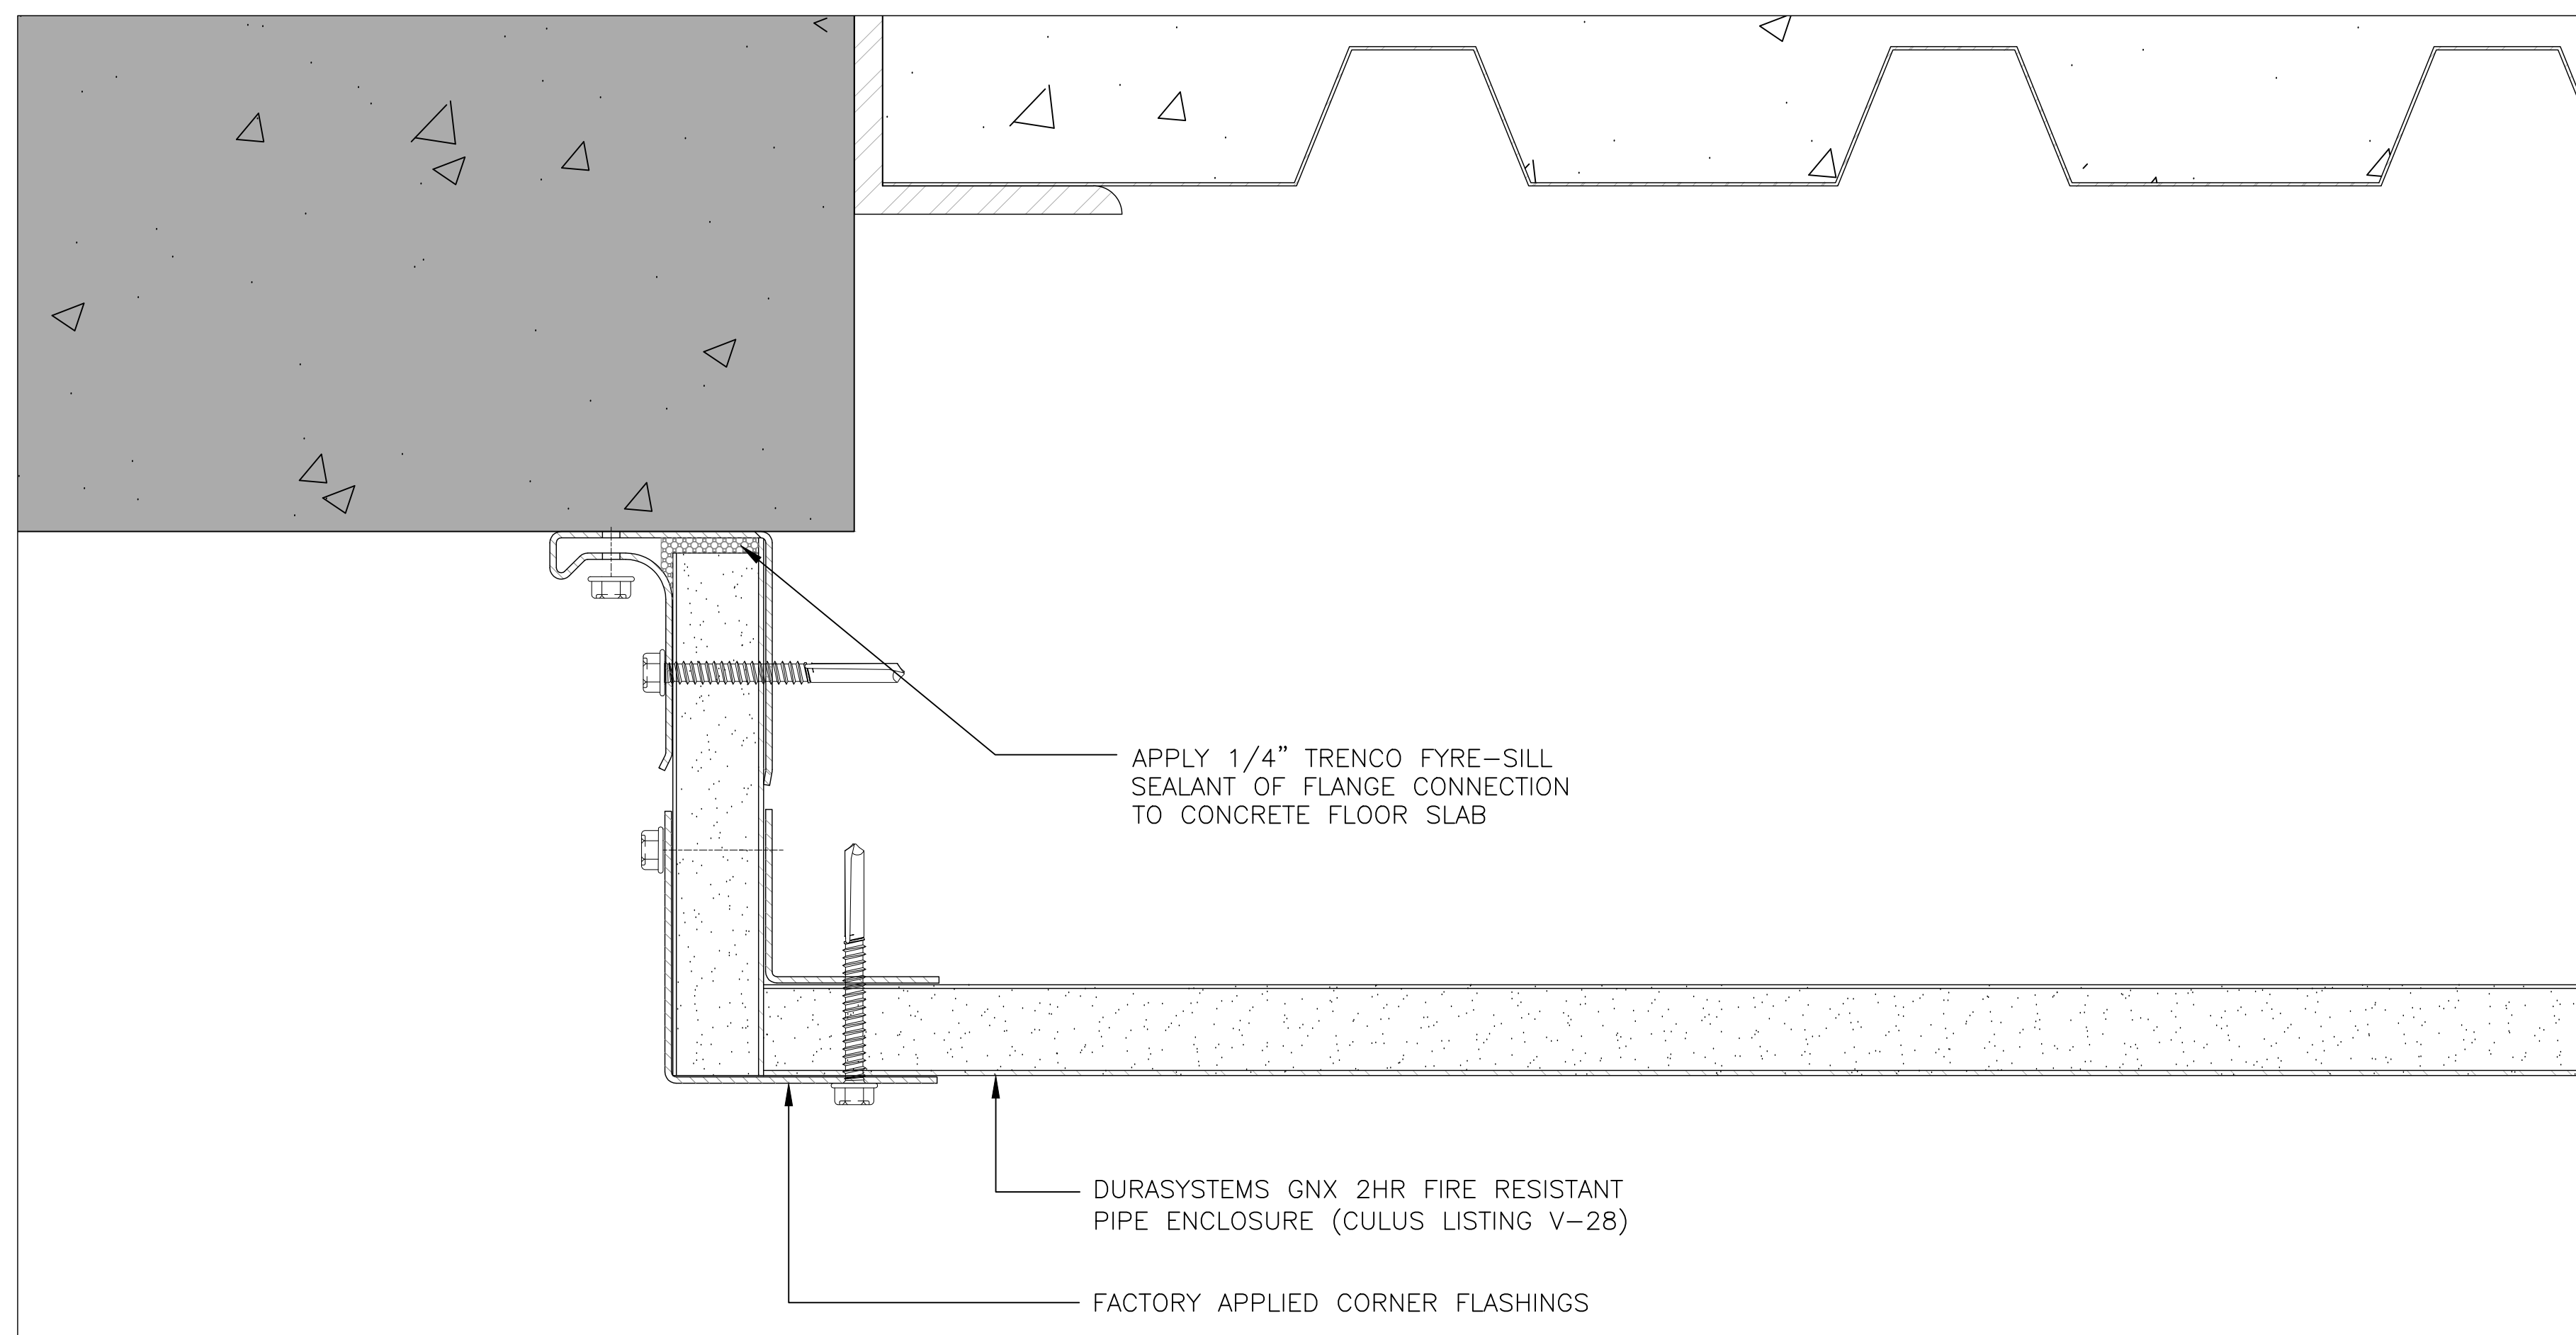 APPLY 1/4” TRENCO FYRE-SILL
SEALANT OF FLANGE CONNECTION
TO CONCRETE FLOOR SLAB
DURASYSTEMS GNX 2HR FIRE RESISTANT
PIPE ENCLOSURE (CULUS LISTING V-28)
FACTORY APPLIED CORNER FLASHINGS